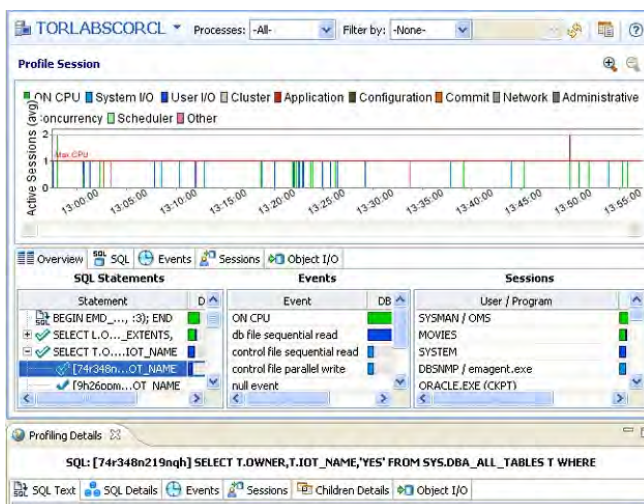 TORLABSCORCL Processes: -All- Filter by: -None-
Profile Session
ON CPU System I/O User I/O Cluster Application Configuration Commit Network Administrative
oncurrency Scheduler Other
Active Sessions (avg)
2
1
0
Max CPU
13:00:00 13:05:00 13:10:00 13:15:00 13:20:00 13:25:00 13:30:00 13:35:00 13:40:00 13:45:00 13:50:00 13:55:00
Overview SQL Events Sessions Object I/O
SQL Statements
Statement D
BEGIN EMD_..., :3); END
SELECT L.O...._EXTENTS,
SELECT T.O....IOT_NAME
[74r348n...OT_NAME
[9h26ppm...OT NAME
Events
Event DB
ON CPU
db file sequential read
control file sequential read
control file parallel write
null event
Sessions
User / Program
SYSMAN / OMS
MOVIES
SYSTEM
DBSNMP / emagent.exe
ORACLE.EXE (CKPT)
Profiling Details
SQL: [74r348n219nqh] SELECT T.OWNER,T.IOT_NAME,'YES' FROM SYS.DBA_ALL_TABLES T WHERE
SQL Text SQL Details Events Sessions Children Details Object I/O